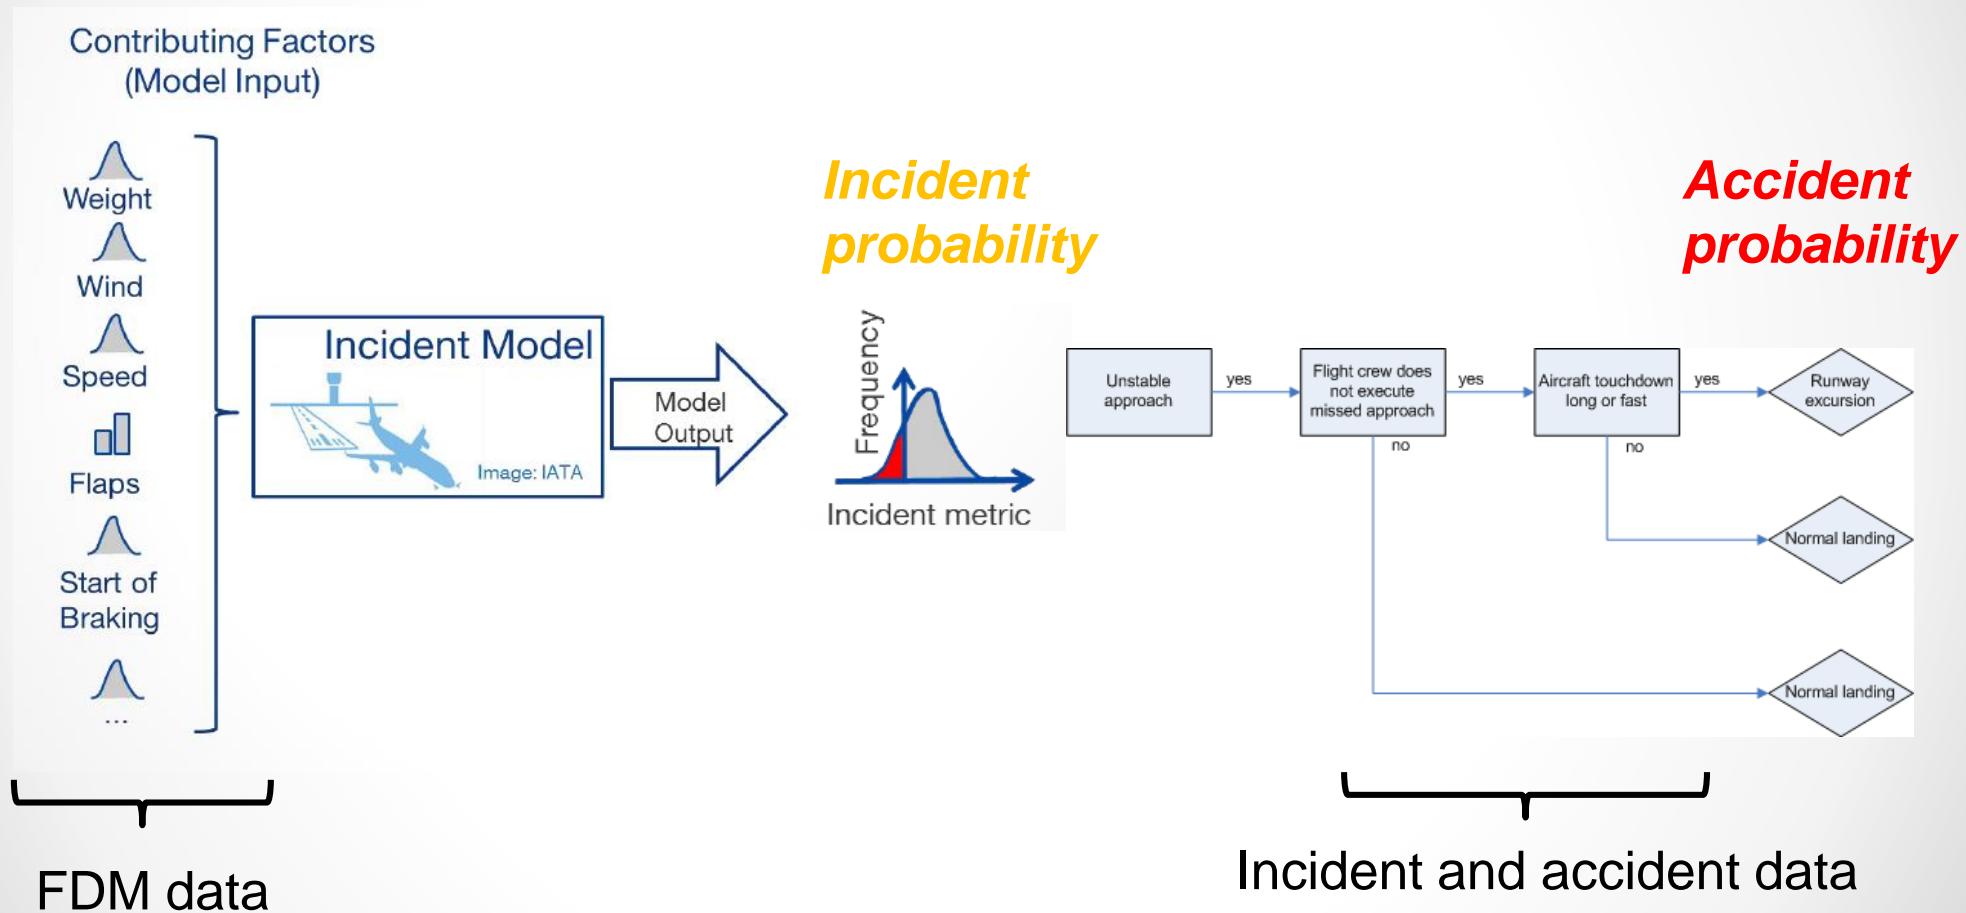 Contributing Factors
(Model Input)
Weight
Wind
Speed
Flaps
Start of
Braking
...
FDM data
Incident Model
Image: IATA
Model
Output
Incident
probability
Frequency
Incident metric
Accident
probability
Unstable
approach
yes
Flight crew does
not execute
missed approach
yes
no
Aircraft touchdown
long or fast
yes
no
Runway
excursion
Normal landing
Normal landing
Incident and accident data